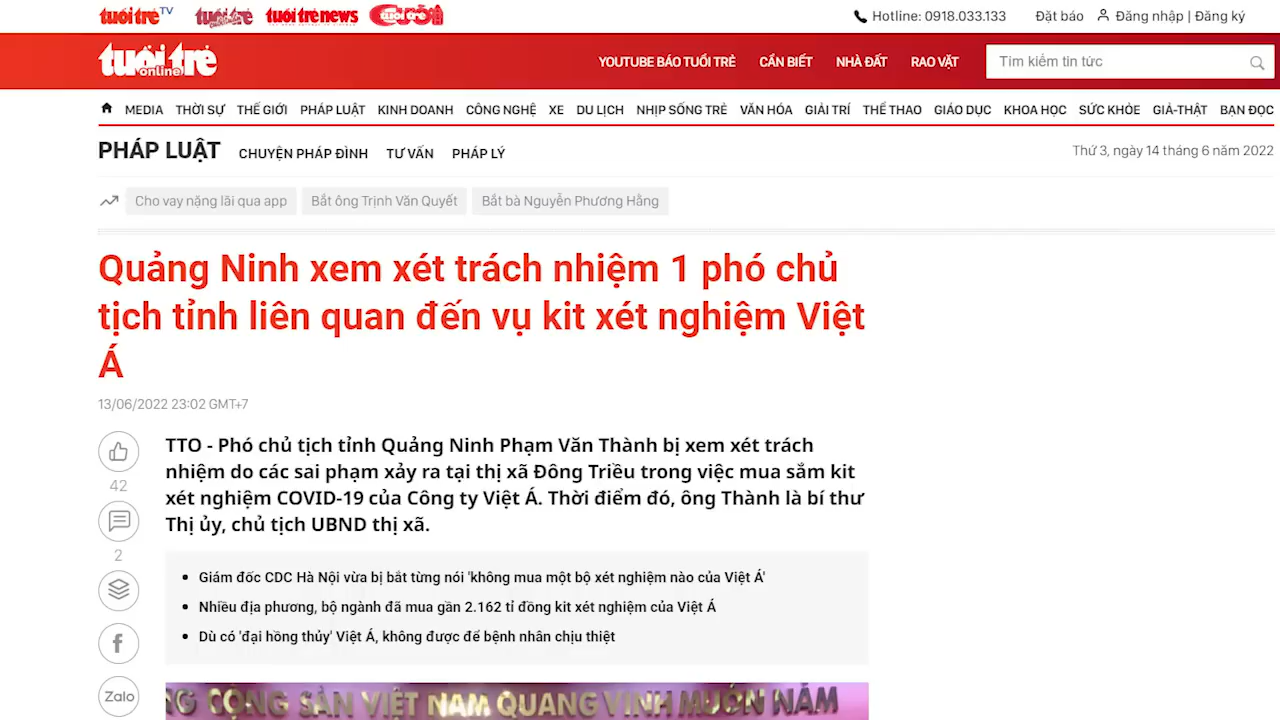 tuổi trẻ TV
tuổi trẻ
tuổi trẻ news
tuổi trẻ Cười
Hotline: 0918.033.133
Đặt báo
Đăng nhập | Đăng ký
tuổi trẻ online
YOUTUBE BÁO TUỔI TRẺ
CẦN BIẾT
NHÀ ĐẤT
RAO VẶT
Tìm kiếm tin tức
MEDIA THỜI SỰ THẾ GIỚI PHÁP LUẬT KINH DOANH CÔNG NGHỆ XE DU LỊCH NHỊP SỐNG TRẺ VĂN HÓA GIẢI TRÍ THỂ THAO GIÁO DỤC KHOA HỌC SỨC KHỎE GIẢ-THẬT BẠN ĐỌC
PHÁP LUẬT CHUYỆN PHÁP ĐÌNH TƯ VẤN PHÁP LÝ
Thứ 3, ngày 14 tháng 6 năm 2022
Cho vay nặng lãi qua app
Bắt ông Trịnh Văn Quyết
Bắt bà Nguyễn Phương Hằng
Quảng Ninh xem xét trách nhiệm 1 phó chủ
tịch tỉnh liên quan đến vụ kit xét nghiệm Việt
Á
13/06/2022 23:02 GMT+7
TTO - Phó chủ tịch tỉnh Quảng Ninh Phạm Văn Thành bị xem xét trách
nhiệm do các sai phạm xảy ra tại thị xã Đông Triều trong việc mua sắm kit
xét nghiệm COVID-19 của Công ty Việt Á. Thời điểm đó, ông Thành là bí thư
Thị ủy, chủ tịch UBND thị xã.
42
2
Giám đốc CDC Hà Nội vừa bị bắt từng nói 'không mua một bộ xét nghiệm nào của Việt Á'
Nhiều địa phương, bộ ngành đã mua gần 2.162 tỉ đồng kit xét nghiệm của Việt Á
Dù có 'đại hồng thủy' Việt Á, không được để bệnh nhân chịu thiệt
Zalo
NG CỘNG SẢN VIỆT NAM QUANG VINH MUÔN NĂM